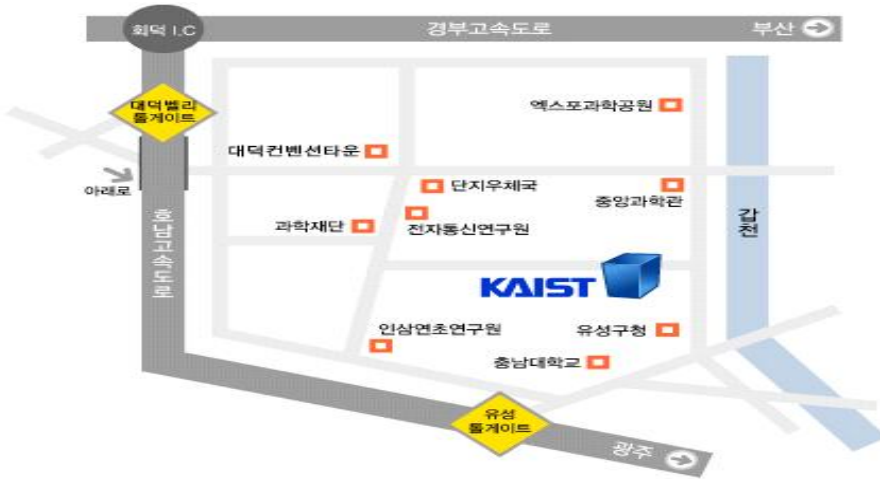 회덕 I.C
경부고속도로
부산
대덕벨리
톨게이트
엑스포과학공원
대덕컨벤션타운
아래로
단지우체국
중앙과학관
과학재단
전자통신연구원
갑천
호남고속도로
KAIST
인삼연초연구원
유성구청
충남대학교
유성
톨게이트
광주